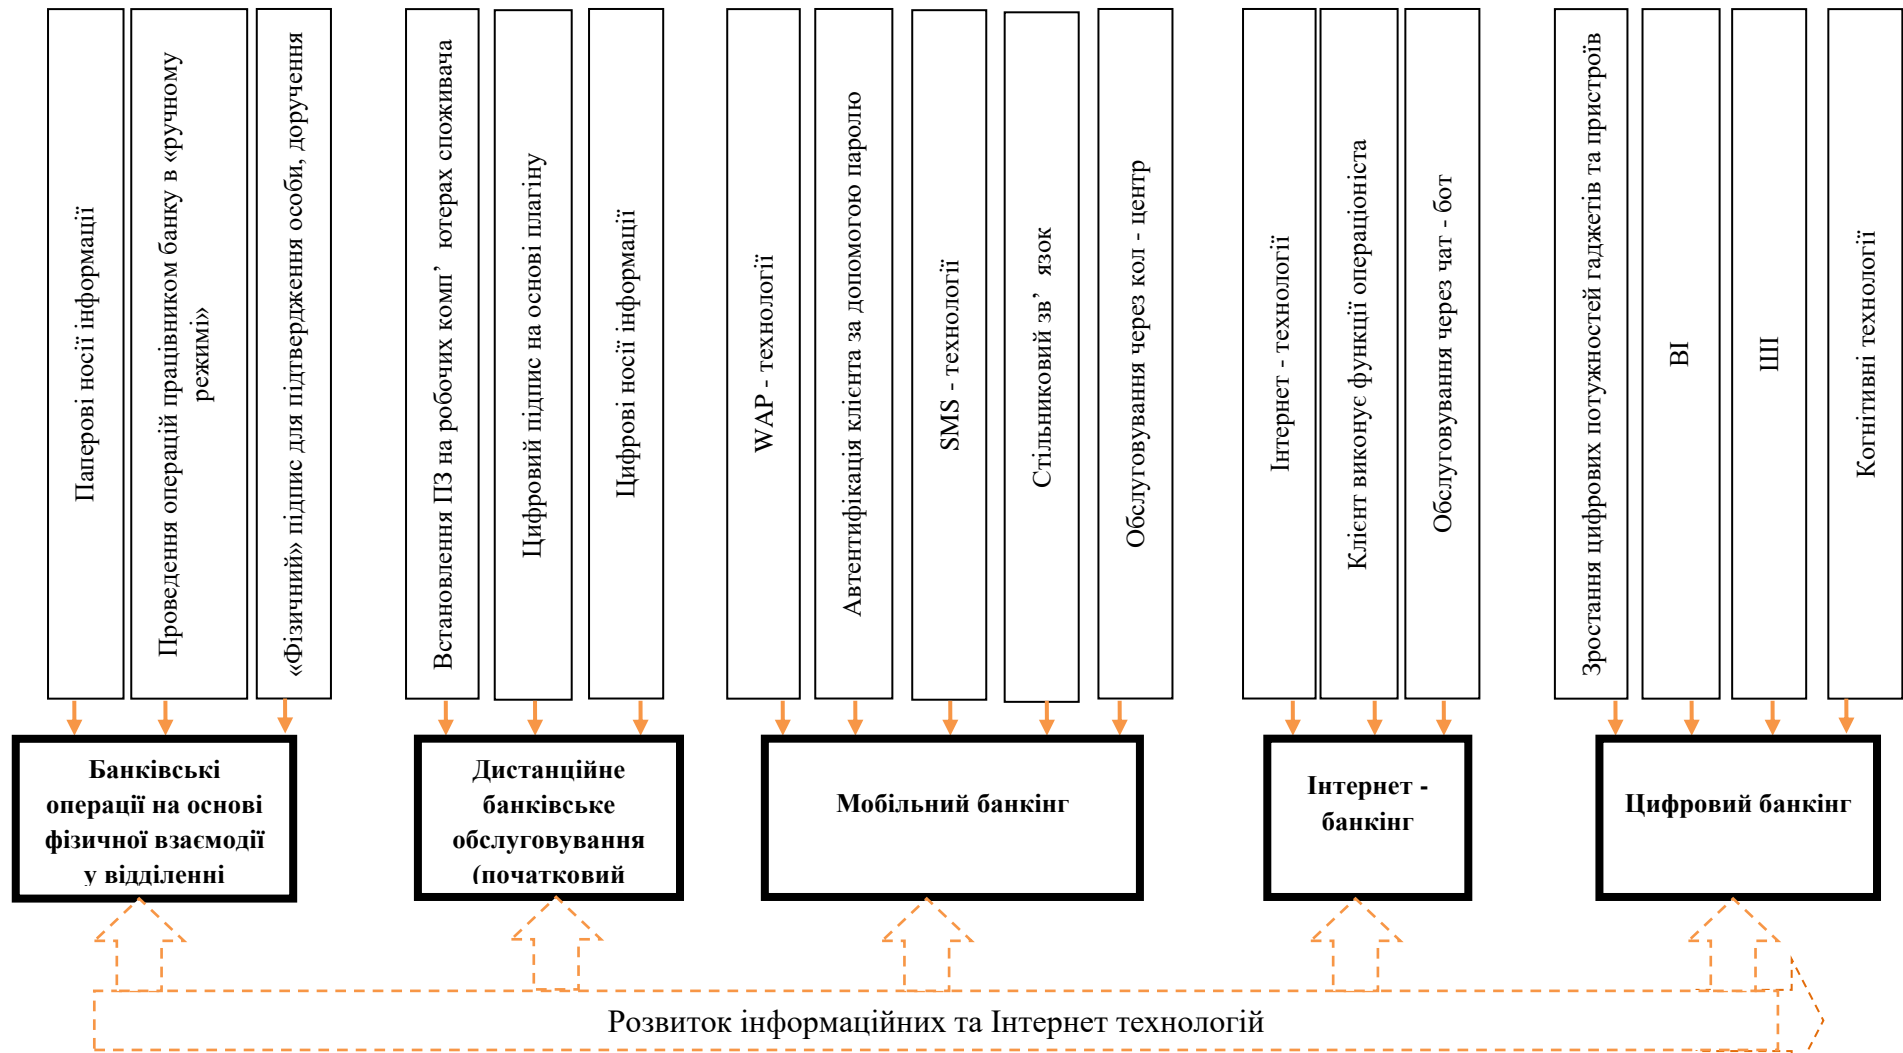 Паперові носії інформації
Проведення операцій працівником банку в «ручному
режимі»
«Фізичний» підпис для підтвердження особи, доручення
Встановлення ПЗ на робочих комп’ ютерах споживача
Цифровий підпис на основі плагіну
Цифрові носії інформації
WAP - технології
Автентифікація клієнта за допомогою паролю
SMS - технології
Стільниковий зв’ язок
Обслуговування через кол - центр
Інтернет - технології
Клієнт виконує функції операціоніста
Обслуговування через чат - бот
Зростання цифрових потужностей гаджетів та пристроїв
BI
ШІ
Когнітивні технології
Банківські
операції на основі
фізичної взаємодії
у відділенні
Дистанційне
банківське
обслуговування
(початковий
Мобільний банкінг
Інтернет -
банкінг
Цифровий банкінг
Розвиток інформаційних та Інтернет технологій